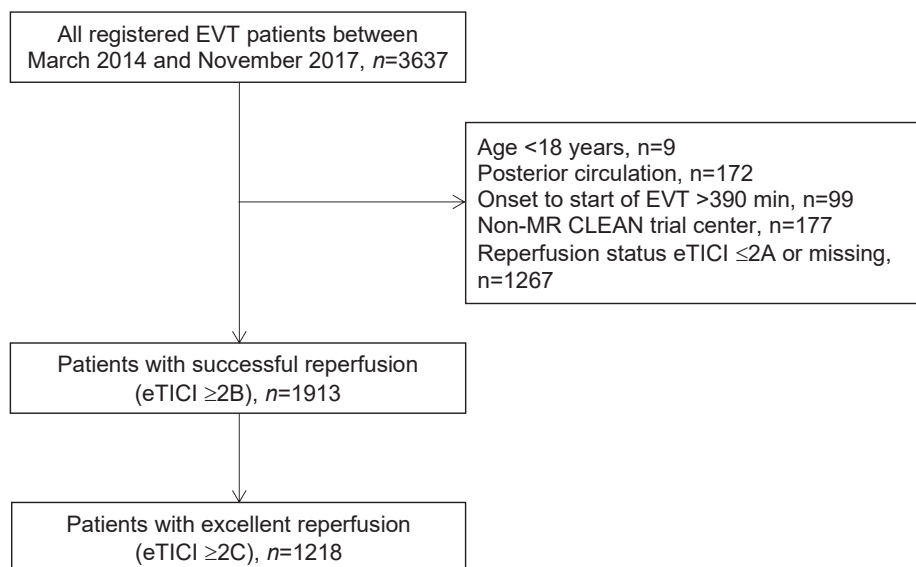 All registered EVT patients between
March 2014 and November 2017, n=3637
Age <18 years, n=9
Posterior circulation, n=172
Onset to start of EVT >390 min, n=99
Non-MR CLEAN trial center, n=177
Reperfusion status eTICI ≤2A or missing,
n=1267
Patients with successful reperfusion
(eTICI ≥2B), n=1913
Patients with excellent reperfusion
(eTICI ≥2C), n=1218